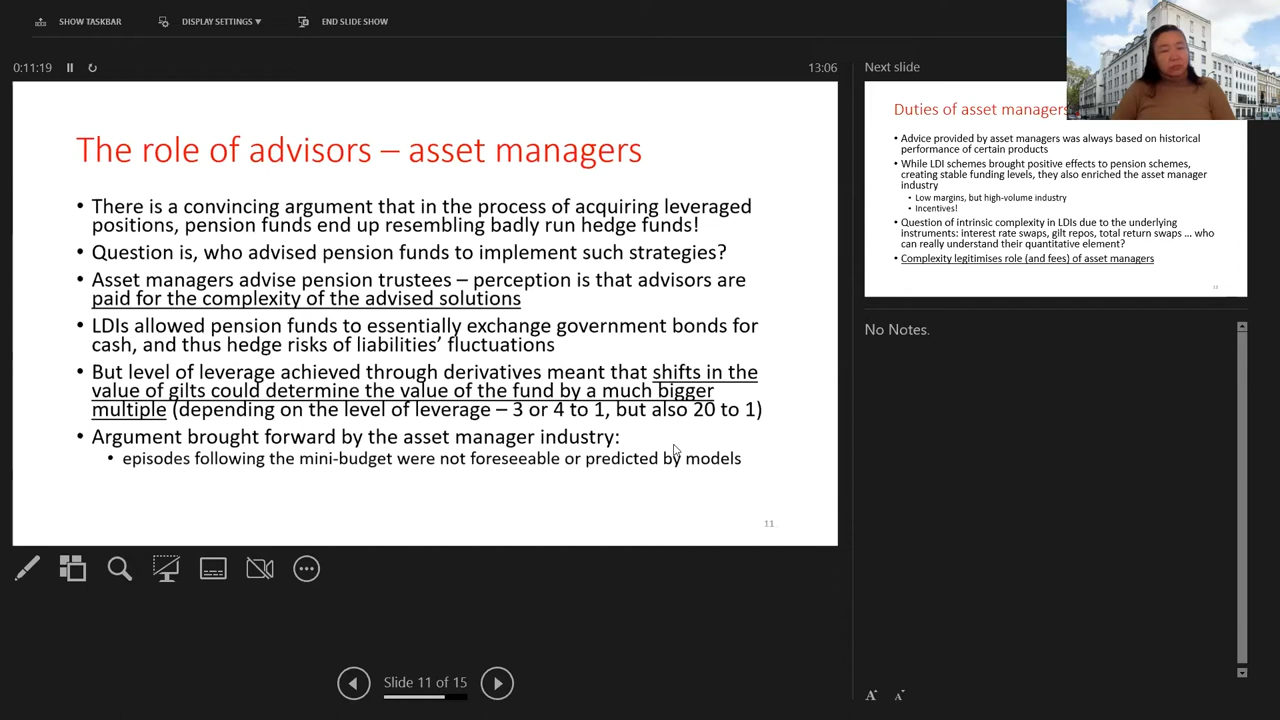 SHOW TASKBAR
DISPLAY SETTINGS ▼
END SLIDE SHOW
0:11:19
13:06
The role of advisors – asset managers
• There is a convincing argument that in the process of acquiring leveraged
positions, pension funds end up resembling badly run hedge funds!
• Question is, who advised pension funds to implement such strategies?
• Asset managers advise pension trustees – perception is that advisors are
paid for the complexity of the advised solutions
• LDIs allowed pension funds to essentially exchange government bonds for
cash, and thus hedge risks of liabilities’ fluctuations
• But level of leverage achieved through derivatives meant that shifts in the
value of gilts could determine the value of the fund by a much bigger
multiple (depending on the level of leverage – 3 or 4 to 1, but also 20 to 1)
• Argument brought forward by the asset manager industry:
• episodes following the mini-budget were not foreseeable or predicted by models
11
Slide 11 of 15
Next slide
Duties of asset managers
• Advice provided by asset managers was always based on historical
performance of certain products
• While LDI schemes brought positive effects to pension schemes,
creating stable funding levels, they also enriched the asset manager
industry
• Low margins, but high-volume industry
• Incentives!
• Question of intrinsic complexity in LDIs due to the underlying
instruments: interest rate swaps, gilt repos, total return swaps ... who
can really understand their quantitative element?
• Complexity legitimises role (and fees) of asset managers
12
No Notes.
A
A